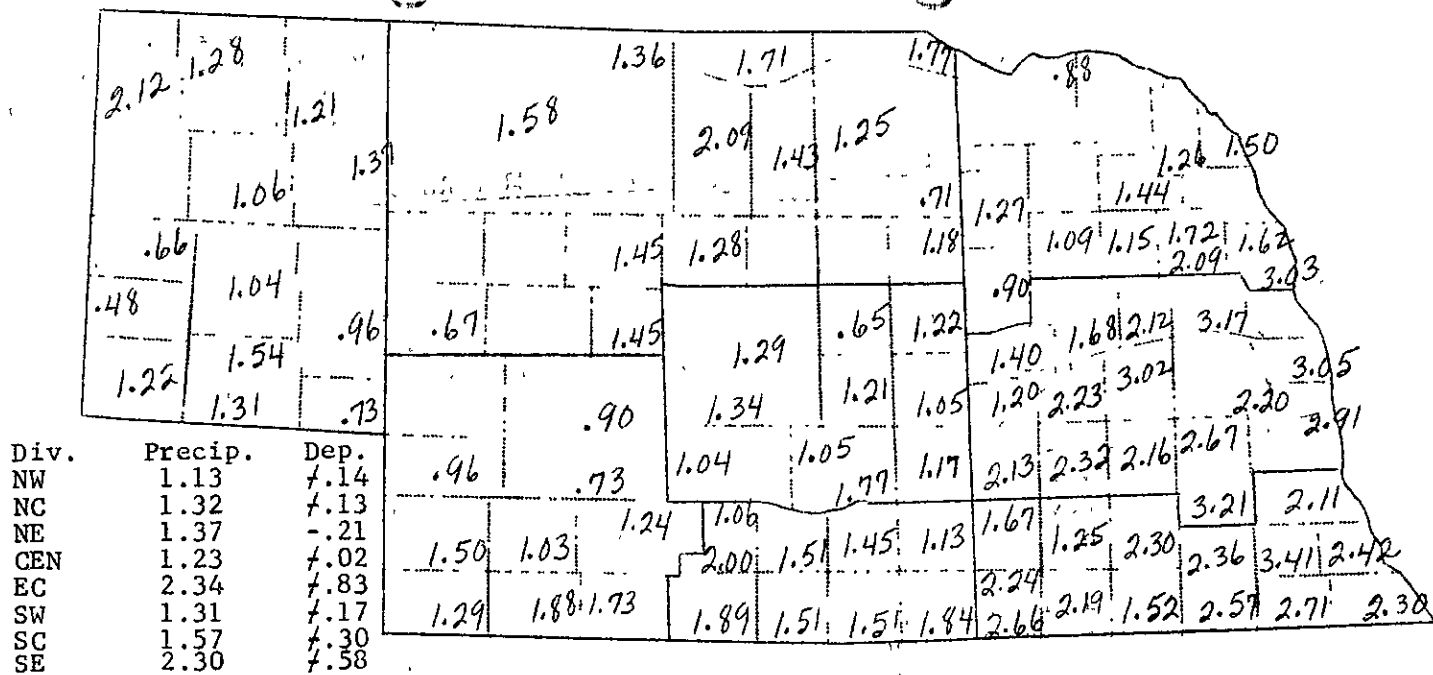 1.36 1.71 1.77
2.12 1.28 .88
1.21 1.58
2.09 1.43 1.25 1.26 1.50
1.06 1.37
.71 1.27 1.44
.66 1.45 1.28 1.18 1.09 1.15 1.72 1.62
2.09 3.03
.48 1.04 .90
.96 .67 1.45 1.29 .65 1.22 1.68 2.12 3.17
1.22 1.54 1.40 3.02 3.05
1.31 .73 .90 1.34 1.21 1.05 1.20 2.23 2.20 2.91
.96 .73 1.04 1.05 1.77 1.17 2.13 2.32 2.16 2.67
1.24 1.06 1.67 3.21 2.11
1.50 1.03 2.00 1.51 1.45 1.13 1.25 2.30 2.36 3.41 2.42
2.24
1.29 1.88 1.73 1.89 1.51 1.51 1.84 2.66 2.19 1.52 2.57 2.71 2.30
Div. Precip. Dep.
NW 1.13 +.14
NC 1.32 +.13
NE 1.37 -.21
CEN 1.23 +.02
EC 2.34 +.83
SW 1.31 +.17
SC 1.57 +.30
SE 2.30 +.58